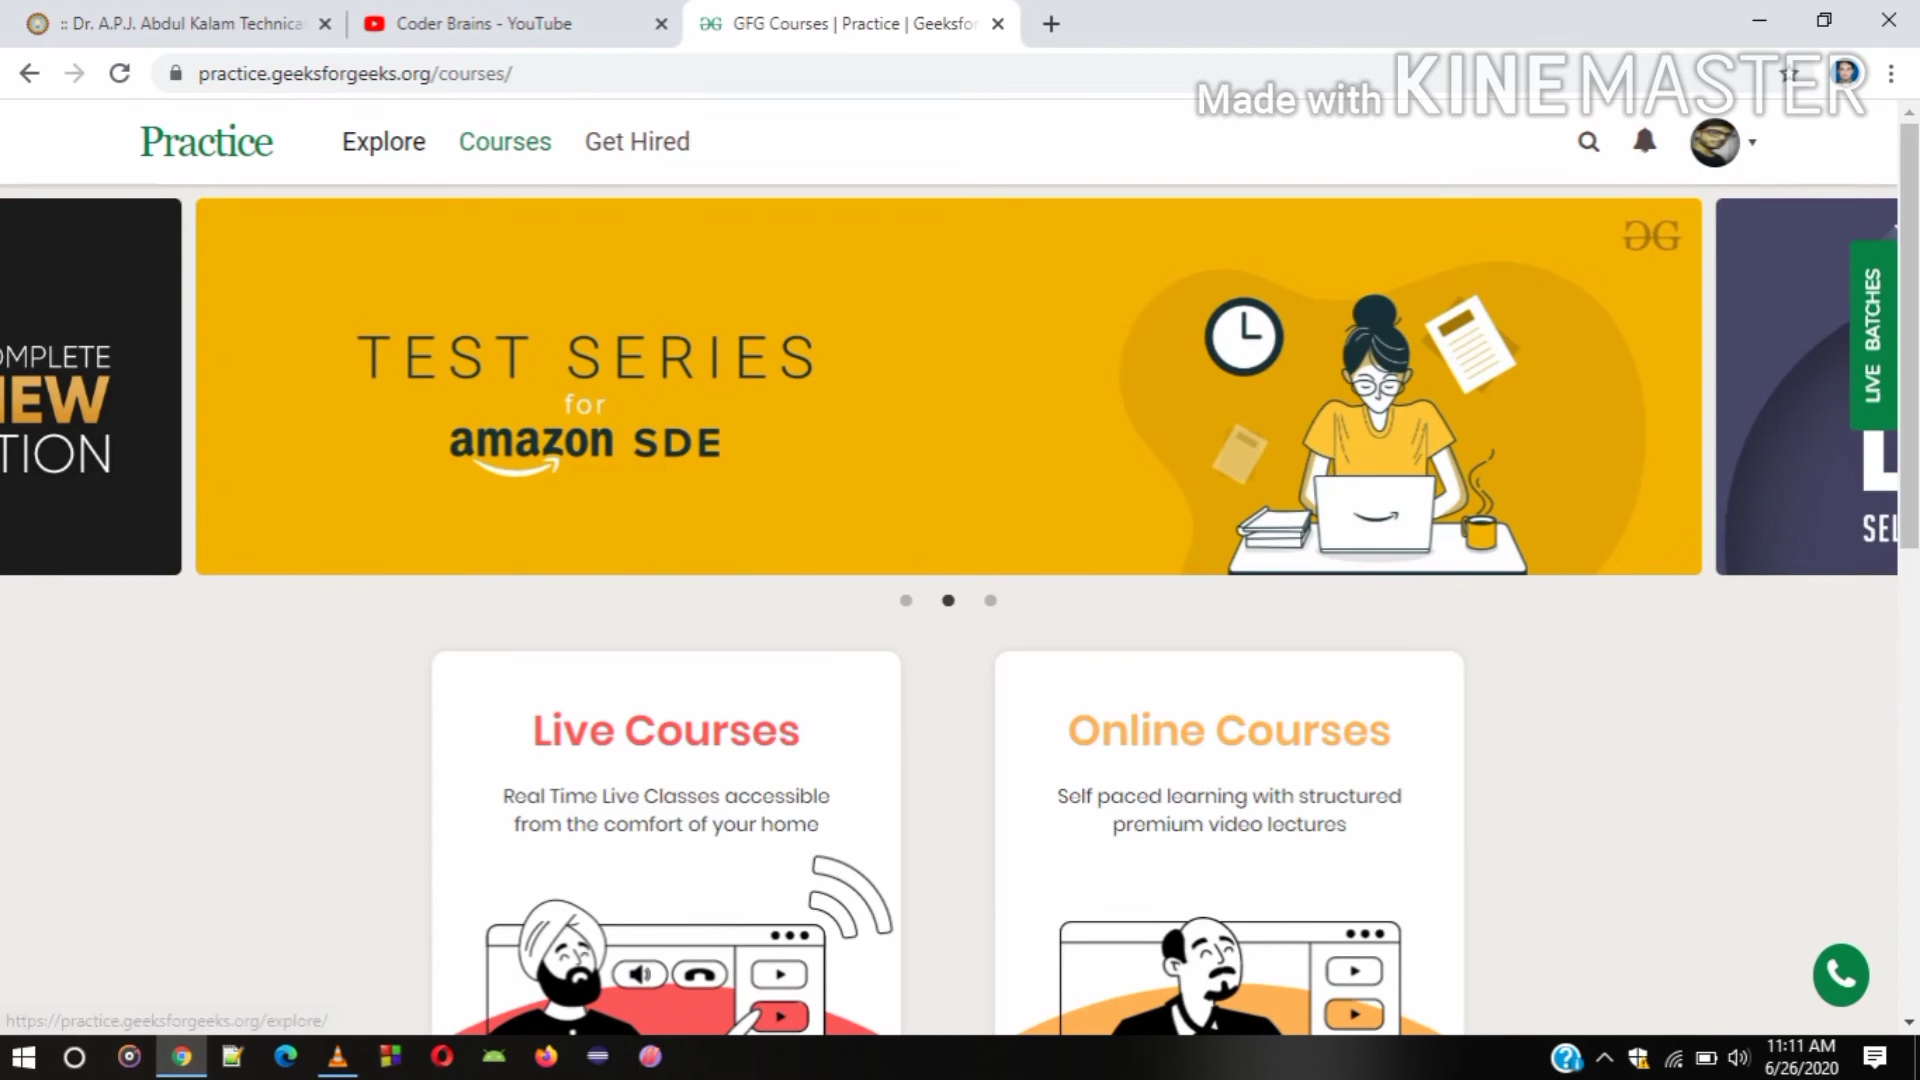 :: Dr. A.P.J. Abdul Kalam Technica
Coder Brains - YouTube
GFG Courses | Practice | Geeksfor
practice.geeksforgeeks.org/courses/
Made with KINEMASTER
Practice
Explore
Courses
Get Hired
OMPLETE
IEW
TION
TEST SERIES
for
amazon SDE
LIVE BATCHES
L
SEL
Live Courses
Real Time Live Classes accessible
from the comfort of your home
Online Courses
Self paced learning with structured
premium video lectures
https://practice.geeksforgeeks.org/explore/
11:11 AM
6/26/2020